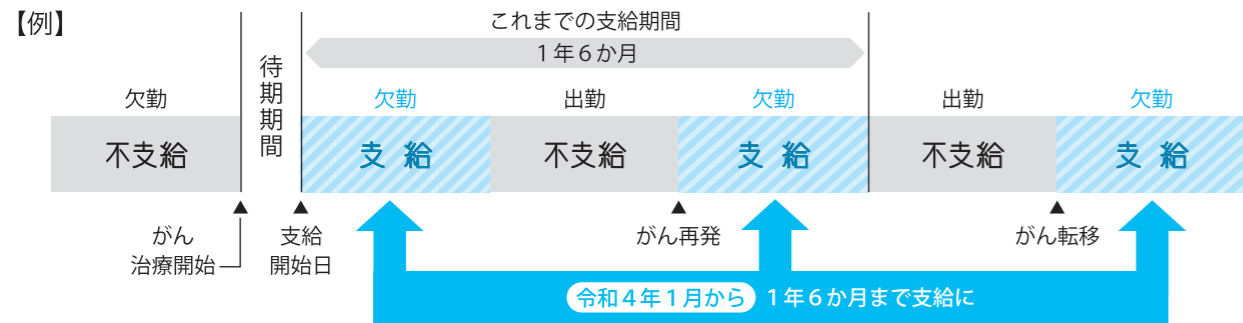 【例】
これまでの支給期間
1年6か月
待期期間
欠勤
欠勤
出勤
欠勤
出勤
欠勤
不支給
支給
不支給
支給
不支給
支給
がん
治療開始
支給
開始日
がん再発
がん転移
令和4年1月から 1年6か月まで支給に